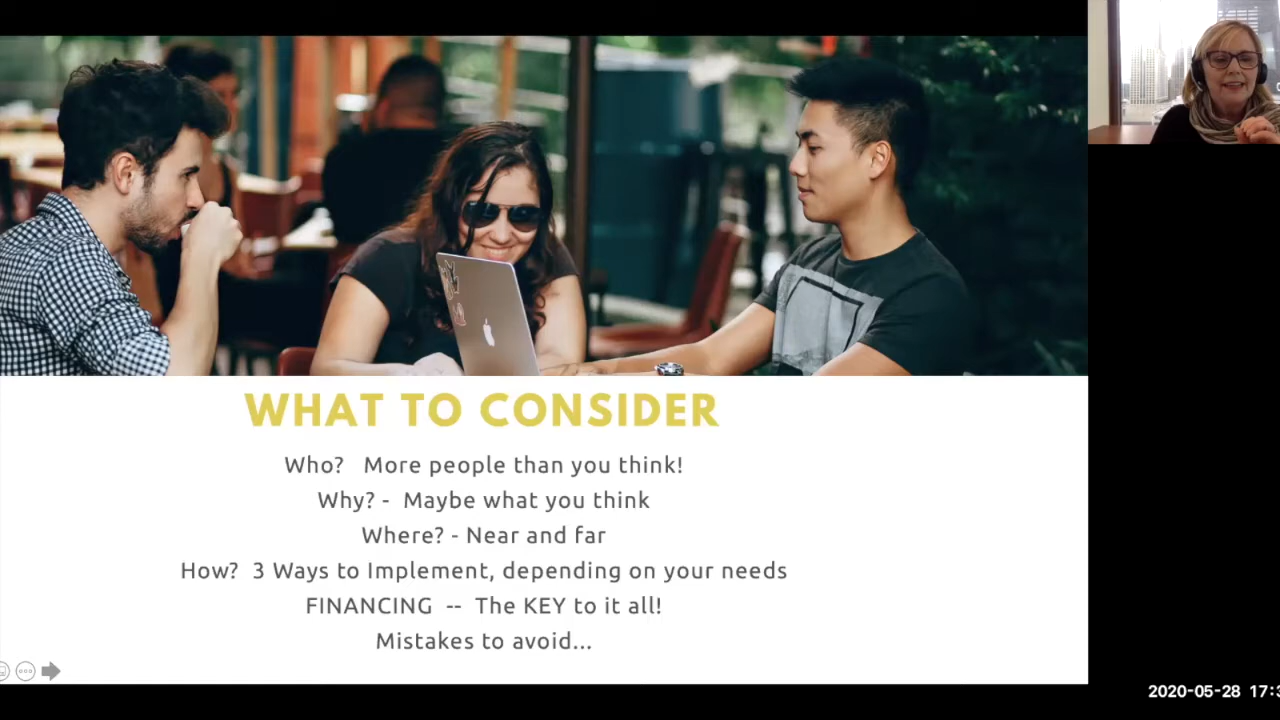 WHAT TO CONSIDER
Who? More people than you think!
Why? - Maybe what you think
Where? - Near and far
How? 3 Ways to Implement, depending on your needs
FINANCING -- The KEY to it all!
Mistakes to avoid...
2020-05-28 17:3